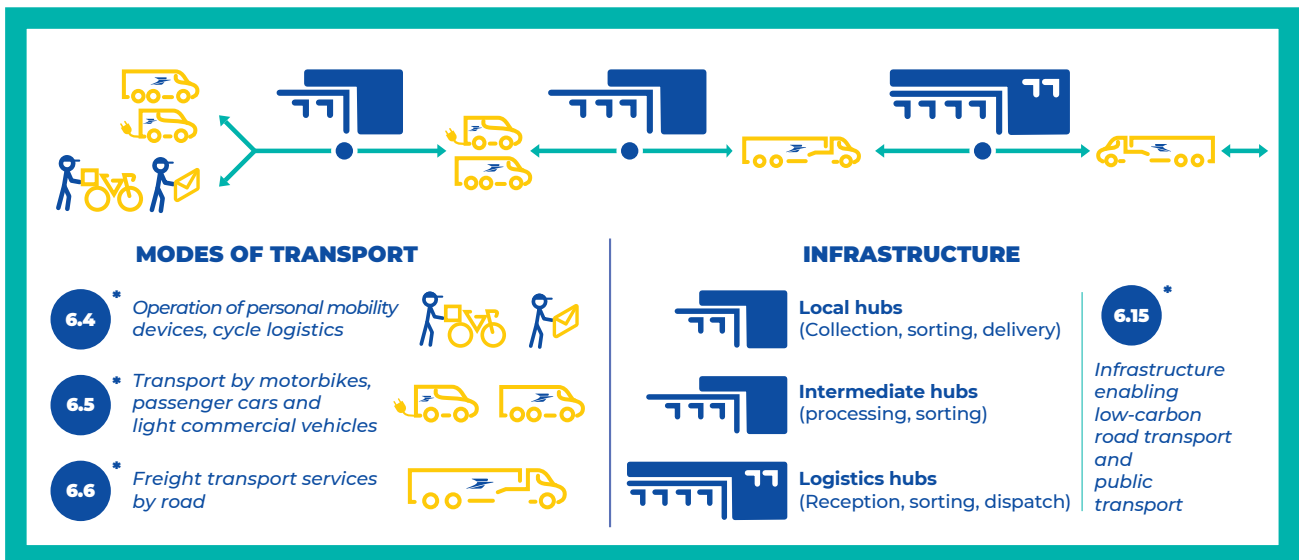 MODES OF TRANSPORT
6.4 *
Operation of personal mobility
devices, cycle logistics
6.5 *
Transport by motorbikes,
passenger cars and
light commercial vehicles
6.6 *
Freight transport services
by road
INFRASTRUCTURE
Local hubs
(Collection, sorting, delivery)
Intermediate hubs
(processing, sorting)
Logistics hubs
(Reception, sorting, dispatch)
6.15 *
Infrastructure
enabling
low-carbon
road transport
and
public
transport